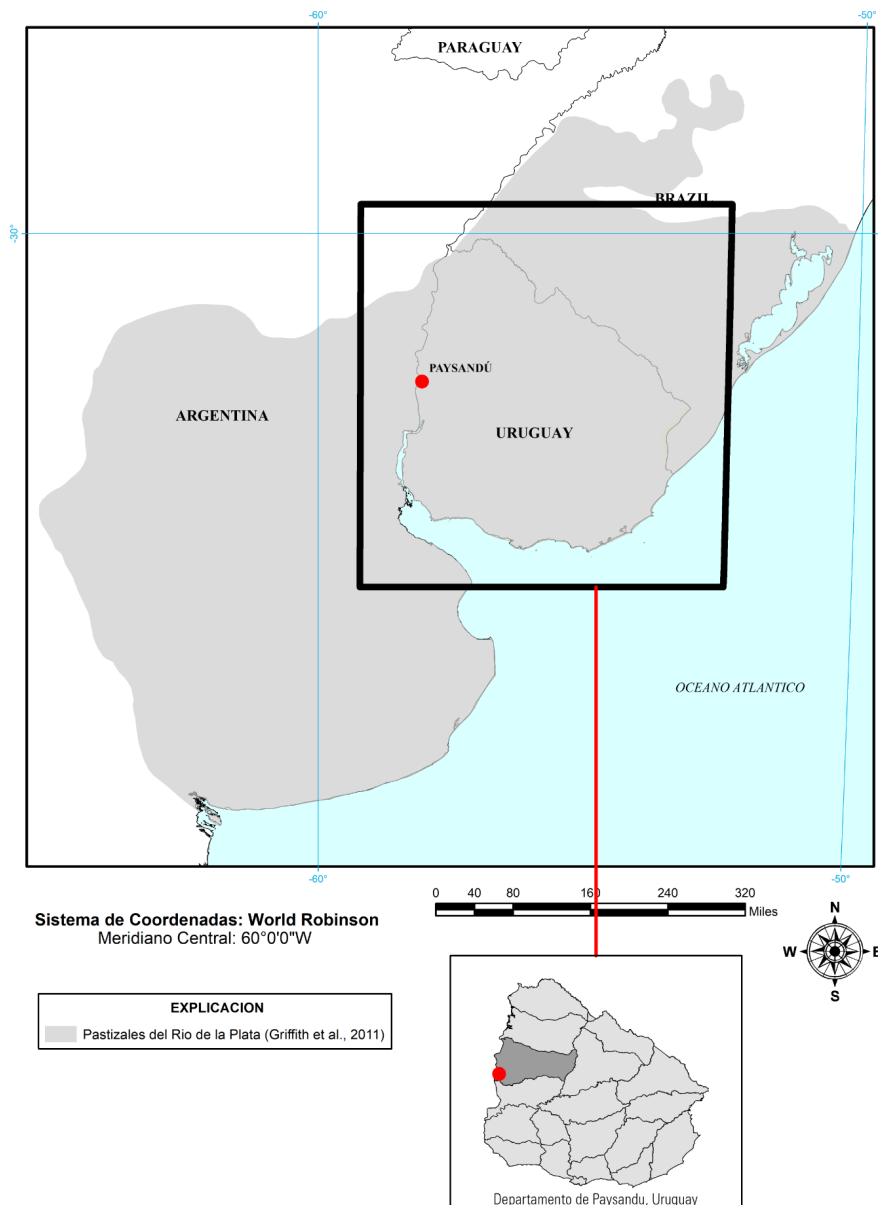 -60°
-50°
PARAGUAY
BRAZIL
-30°
PAYSANDÚ
ARGENTINA
URUGUAY
OCEANO ATLANTICO
-60°
-50°
0 40 80 160 240 320
Miles
Sistema de Coordenadas: World Robinson
Meridiano Central: 60°0'0"W
N
W E
S
EXPLICACION
Pastizales del Rio de la Plata (Griffith et al., 2011)
Departamento de Paysandu, Uruguay